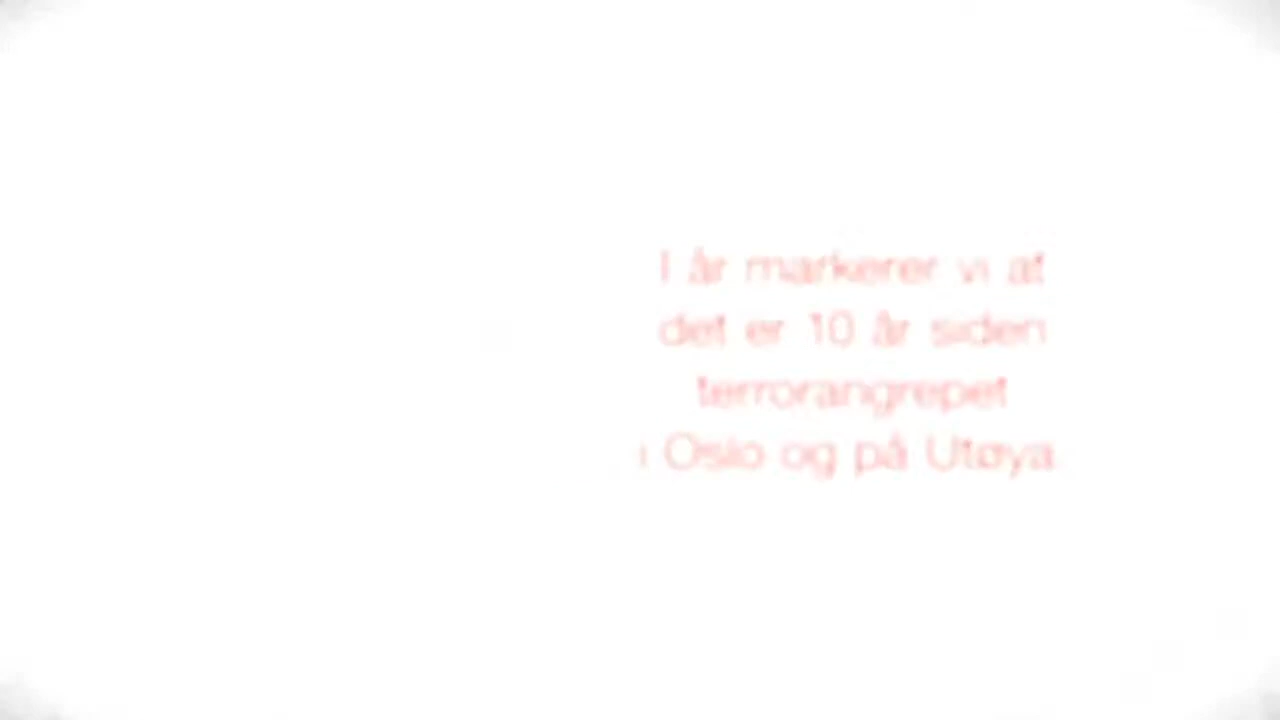 I år markerer vi at
det er 10 år siden
terrorangrepet
i Oslo og på Utøya